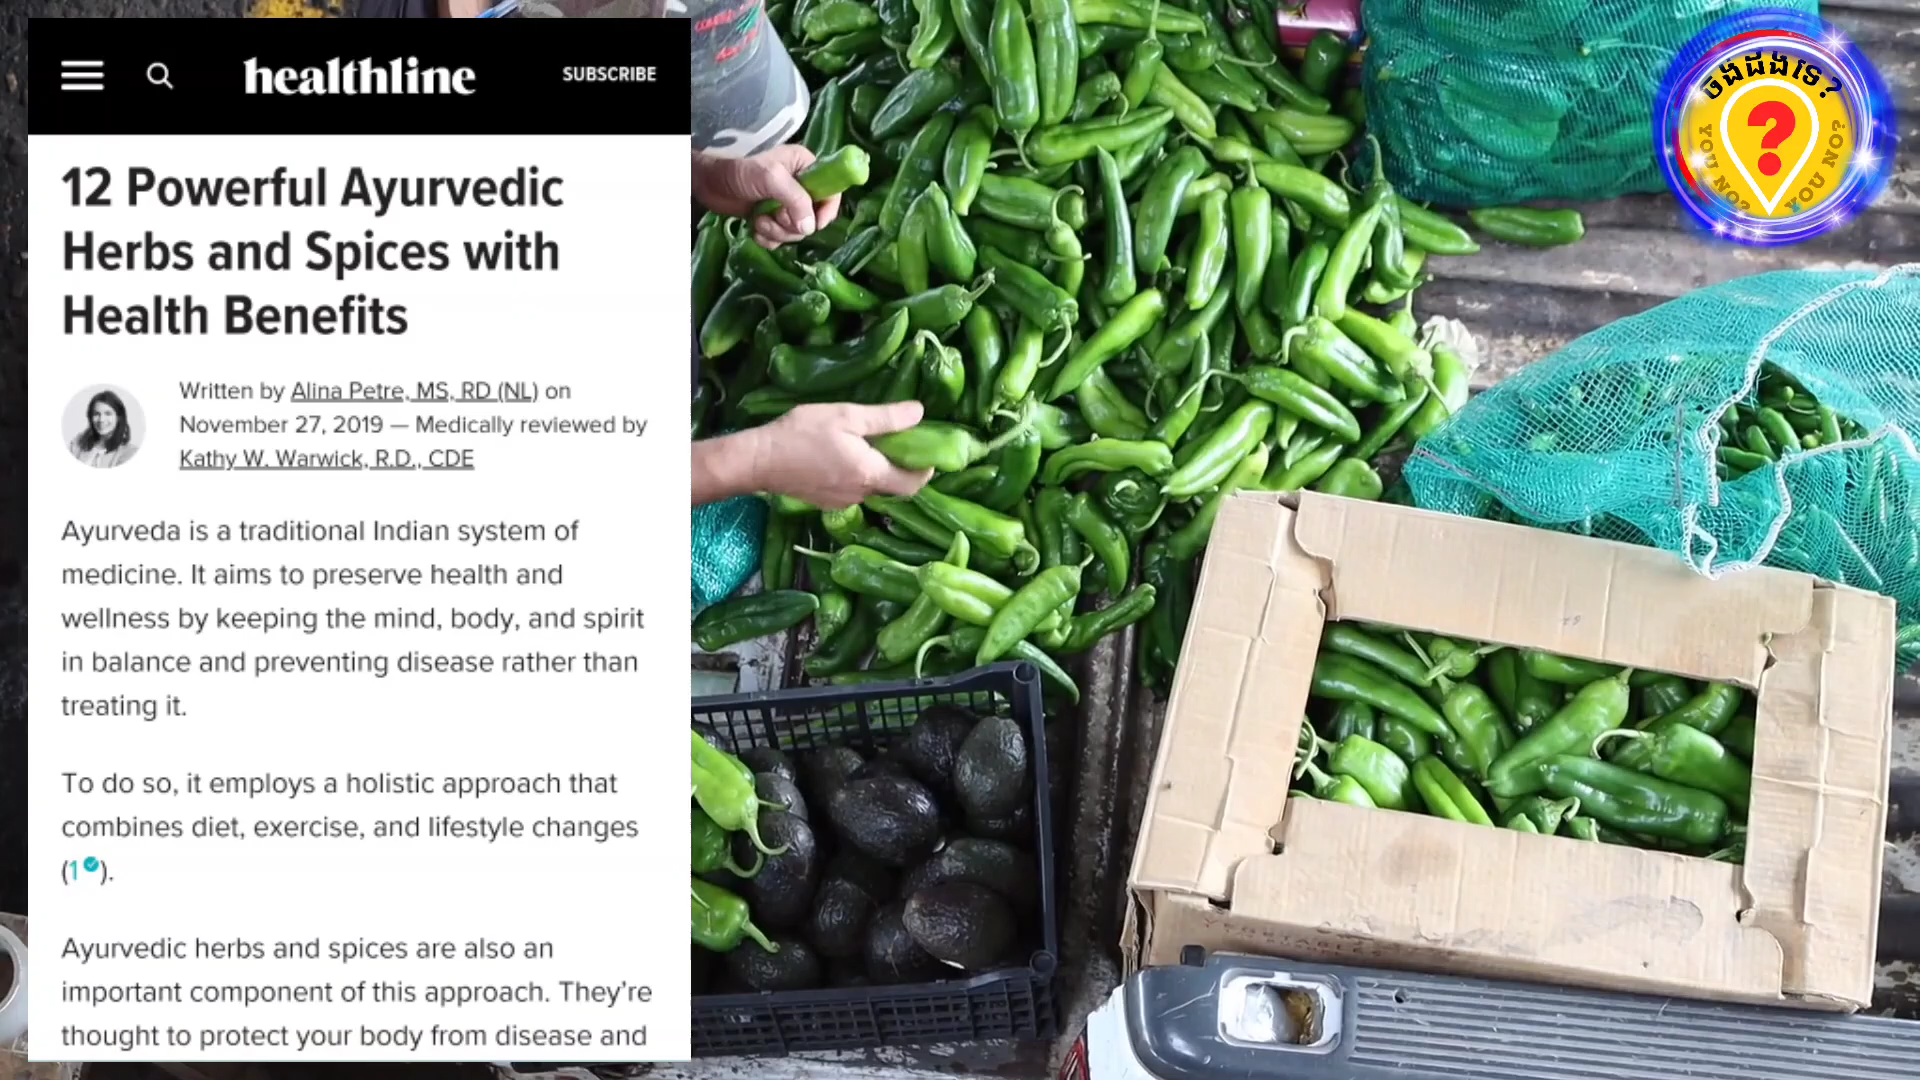 healthline
SUBSCRIBE
12 Powerful Ayurvedic
Herbs and Spices with
Health Benefits
Written by Alina Petre, MS, RD (NL) on
November 27, 2019 — Medically reviewed by
Kathy W. Warwick, R.D., CDE
Ayurveda is a traditional Indian system of
medicine. It aims to preserve health and
wellness by keeping the mind, body, and spirit
in balance and preventing disease rather than
treating it.
To do so, it employs a holistic approach that
combines diet, exercise, and lifestyle changes
(1).
Ayurvedic herbs and spices are also an
important component of this approach. They’re
thought to protect your body from disease and
ចង់ដឹងទេ?
?
YOU NO?
YOU NO?